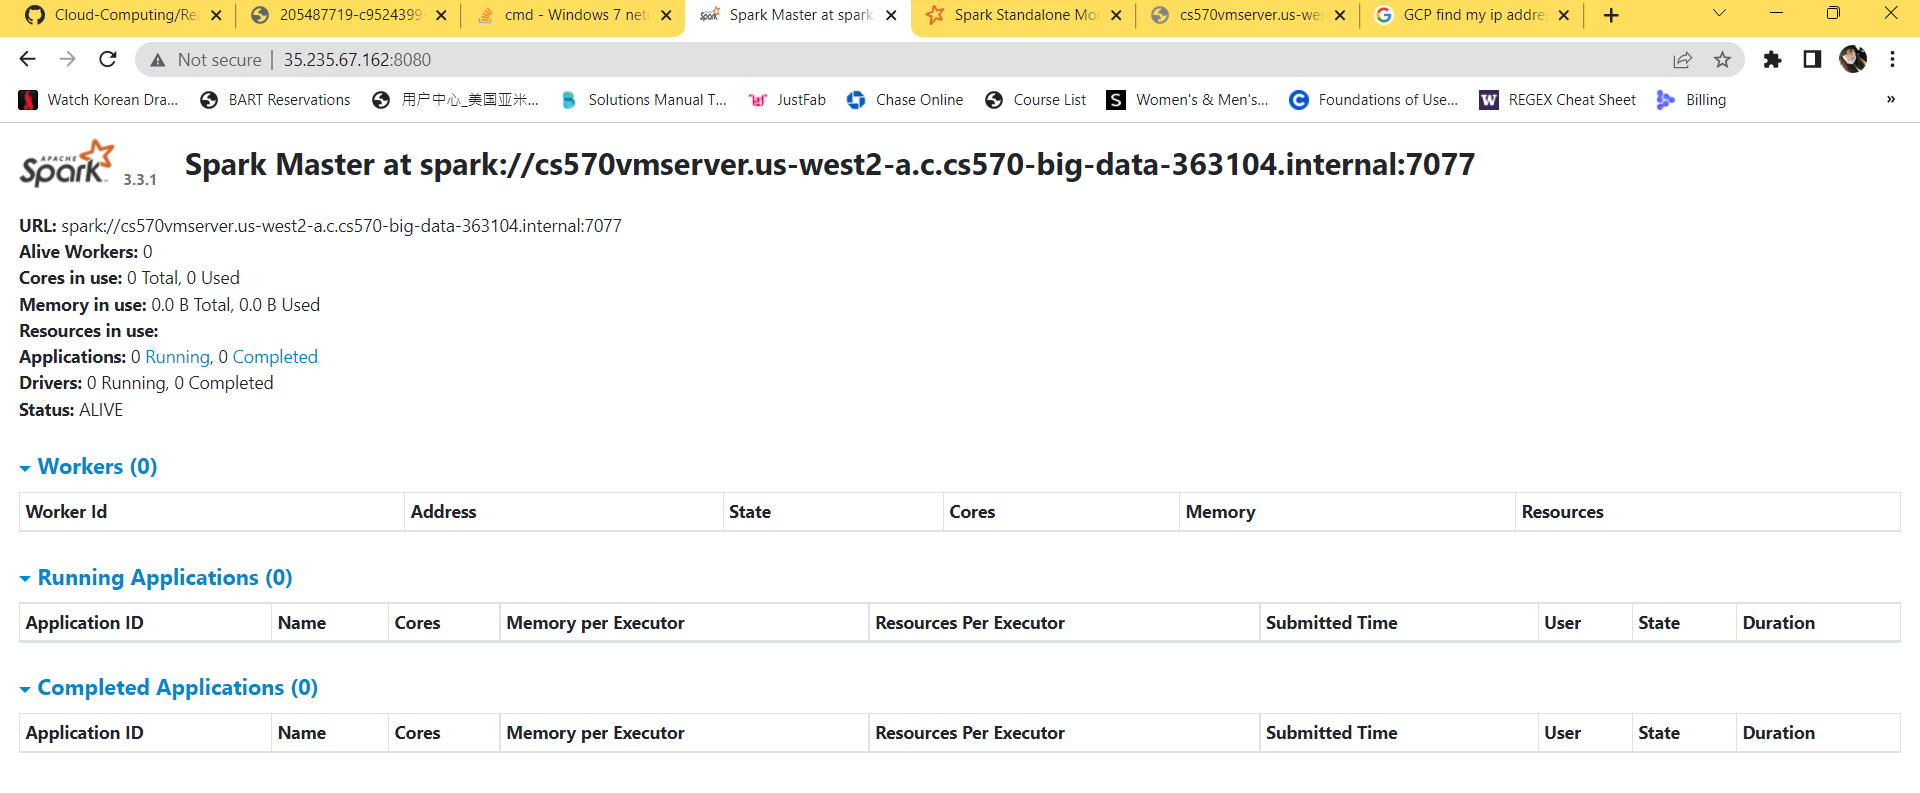 Cloud-Computing/Re
205487719-c9524399-
cmd - Windows 7 net
Spark Master at spark
Spark Standalone Mo
cs570vmserver.us-we
GCP find my ip addre
Not secure | 35.235.67.162:8080
Watch Korean Dra...
BART Reservations
用户中心_美国亚米...
Solutions Manual T...
JustFab
Chase Online
Course List
Women's & Men's...
Foundations of Use...
REGEX Cheat Sheet
Billing
»
APACHE
Spark 3.3.1
Spark Master at spark://cs570vmserver.us-west2-a.c.cs570-big-data-363104.internal:7077
URL: spark://cs570vmserver.us-west2-a.c.cs570-big-data-363104.internal:7077
Alive Workers: 0
Cores in use: 0 Total, 0 Used
Memory in use: 0.0 B Total, 0.0 B Used
Resources in use:
Applications: 0 Running, 0 Completed
Drivers: 0 Running, 0 Completed
Status: ALIVE
Workers (0)
Worker Id Address State Cores Memory Resources
Running Applications (0)
Application ID Name Cores Memory per Executor Resources Per Executor Submitted Time User State Duration
Completed Applications (0)
Application ID Name Cores Memory per Executor Resources Per Executor Submitted Time User State Duration